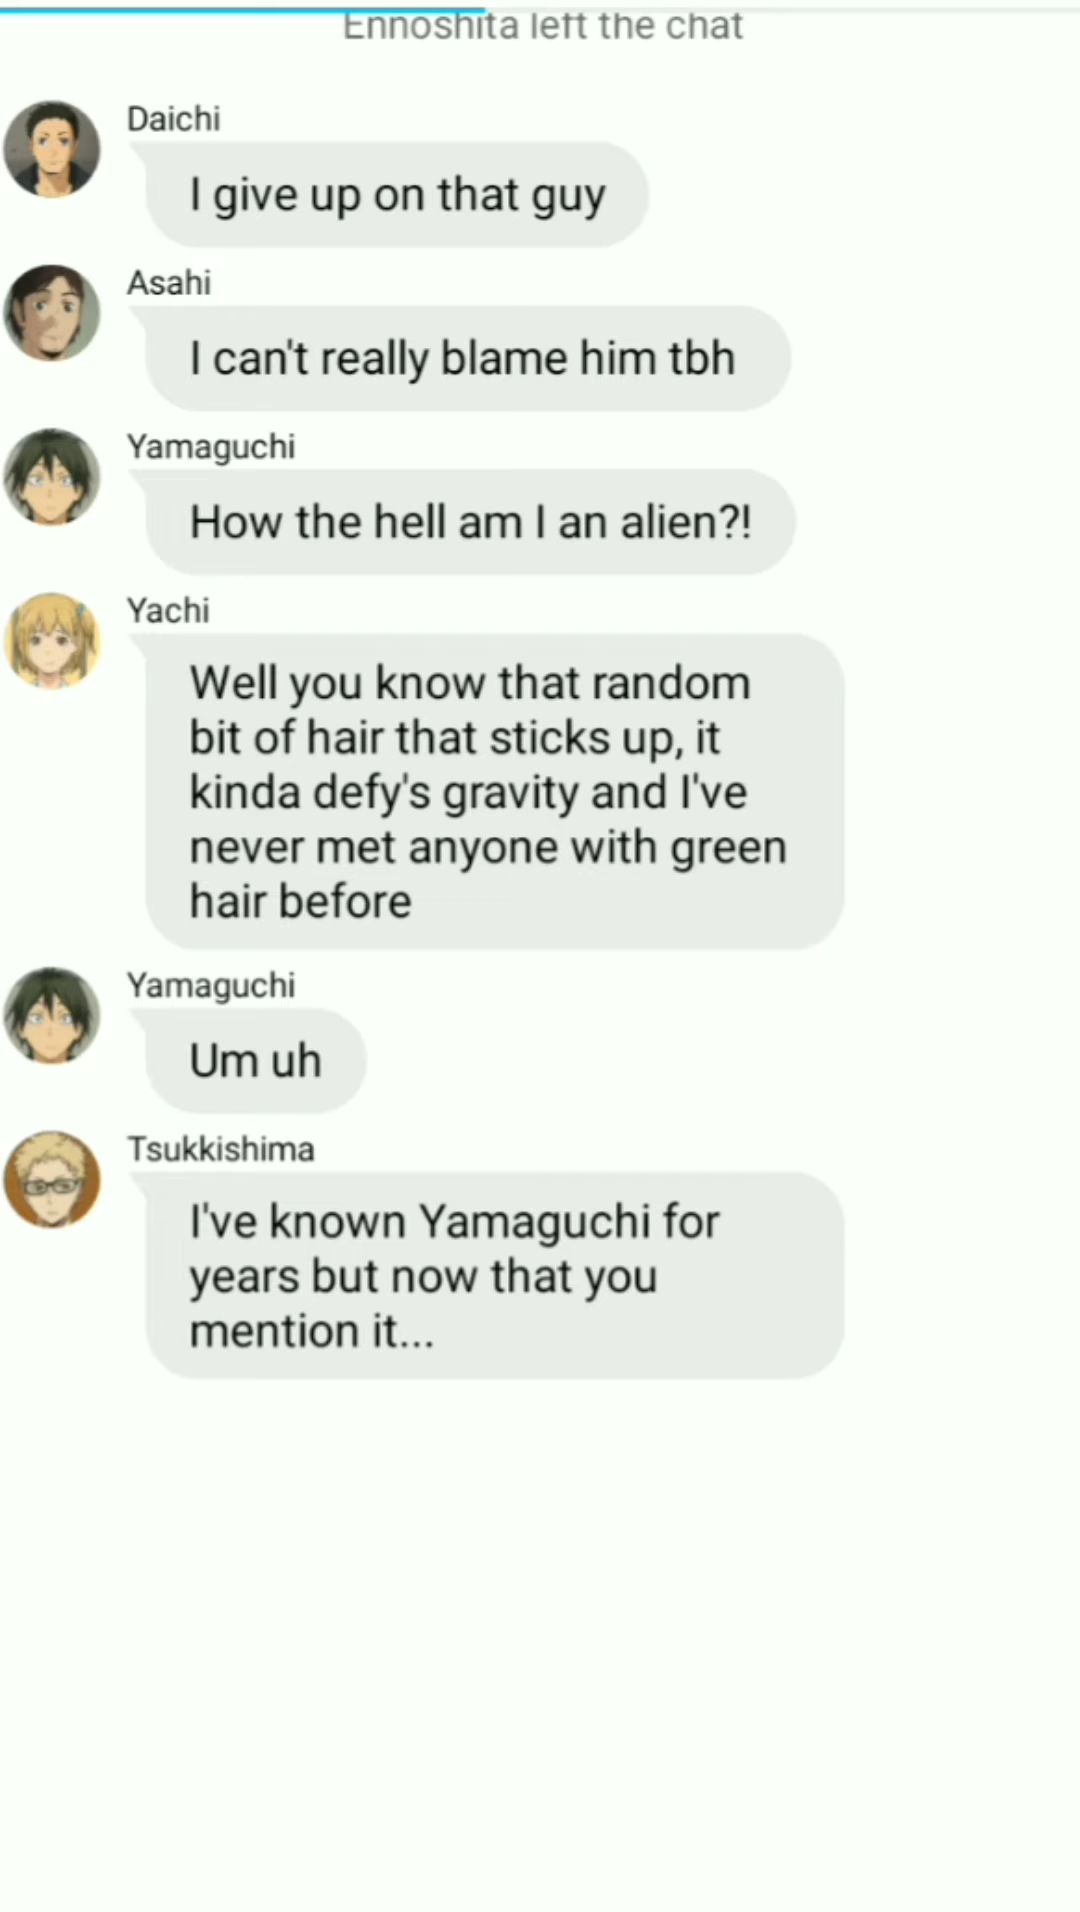 Ennoshita left the chat
Daichi
I give up on that guy
Asahi
I can't really blame him tbh
Yamaguchi
How the hell am I an alien?!
Yachi
Well you know that random
bit of hair that sticks up, it
kinda defy's gravity and I've
never met anyone with green
hair before
Yamaguchi
Um uh
Tsukkishima
I've known Yamaguchi for
years but now that you
mention it...